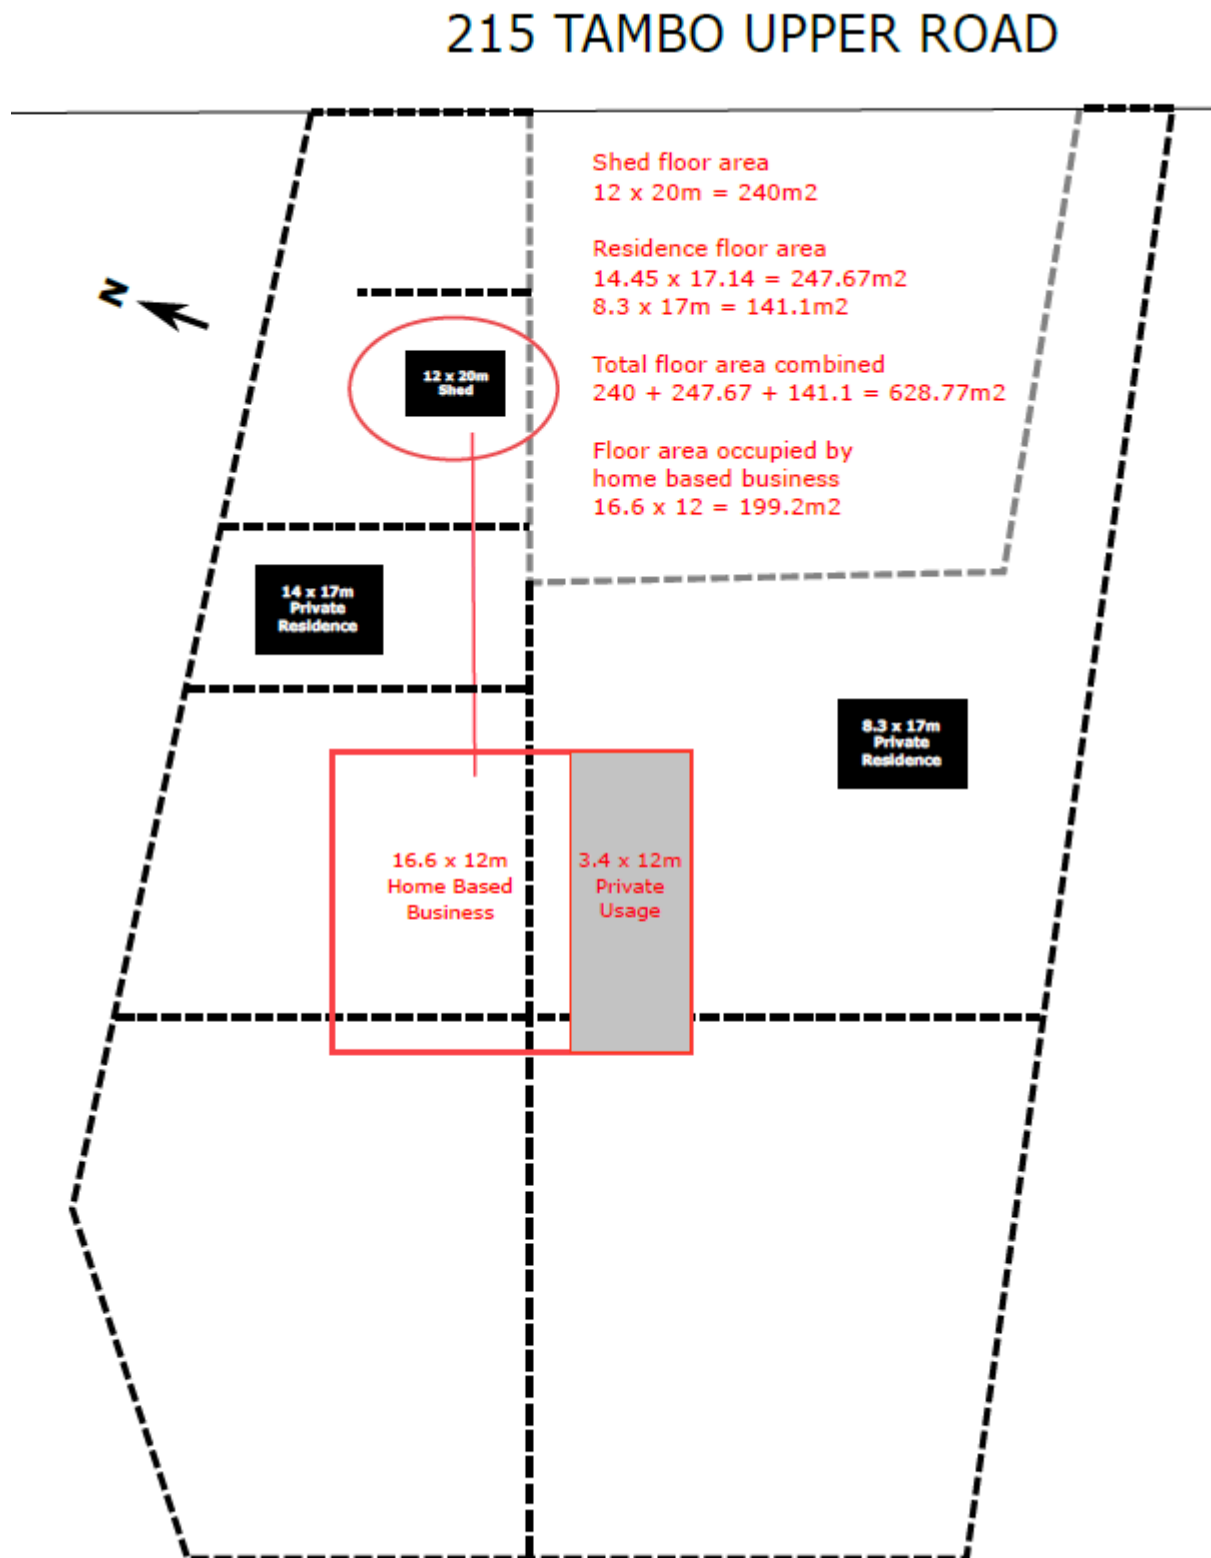 215 TAMBO UPPER ROAD
Shed floor area
12 x 20m = 240m2
Residence floor area
14.45 x 17.14 = 247.67m2
8.3 x 17m = 141.1m2
Total floor area combined
240 + 247.67 + 141.1 = 628.77m2
Floor area occupied by
home based business
16.6 x 12 = 199.2m2
N
12 x 20m
Shed
14 x 17m
Private
Residence
8.3 x 17m
Private
Residence
16.6 x 12m
Home Based
Business
3.4 x 12m
Private
Usage